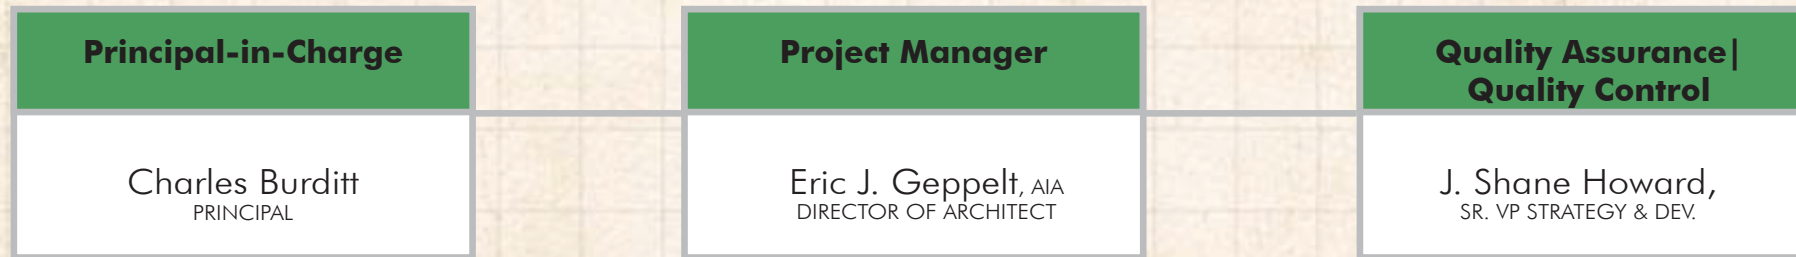 Principal-in-Charge
Charles Burditt
PRINCIPAL
Project Manager
Eric J. Geppelt, AIA
DIRECTOR OF ARCHITECT
Quality Assurance|
Quality Control
J. Shane Howard,
SR. VP STRATEGY & DEV.